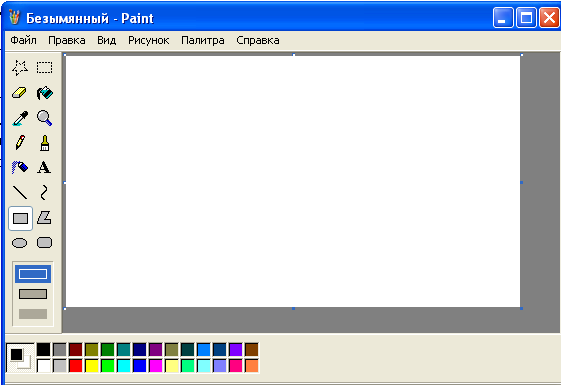 Безымянный - Paint
Файл Правка Вид Рисунок Палитра Справка
A